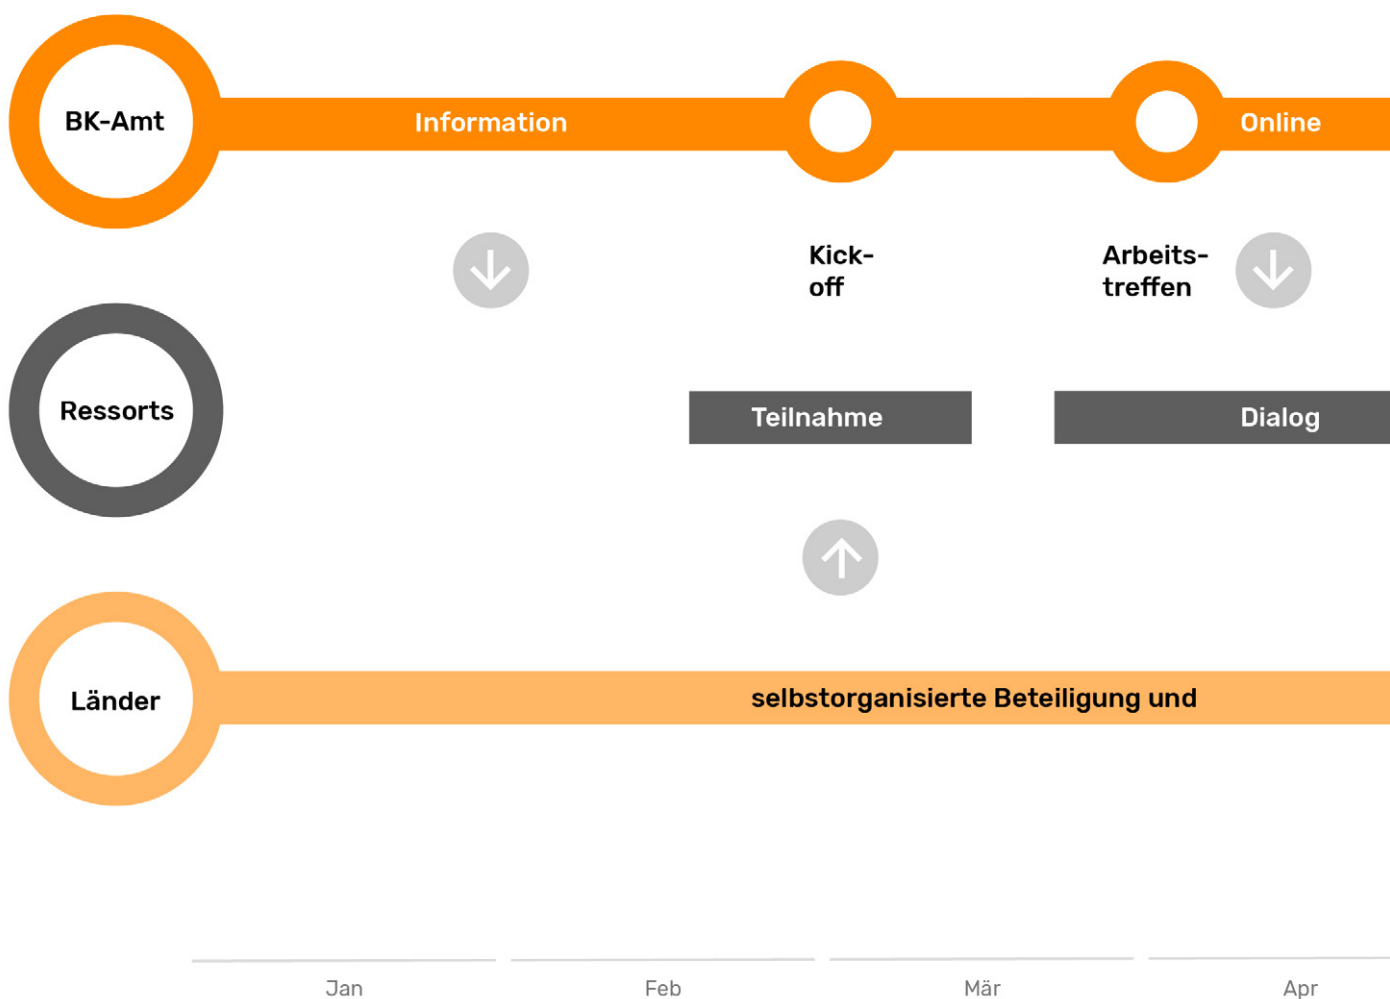 BK-Amt
Information
Online
Kick-
off
Arbeits-
treffen
Ressorts
Teilnahme
Dialog
Länder
selbstorganisierte Beteiligung und
Jan
Feb
Mär
Apr